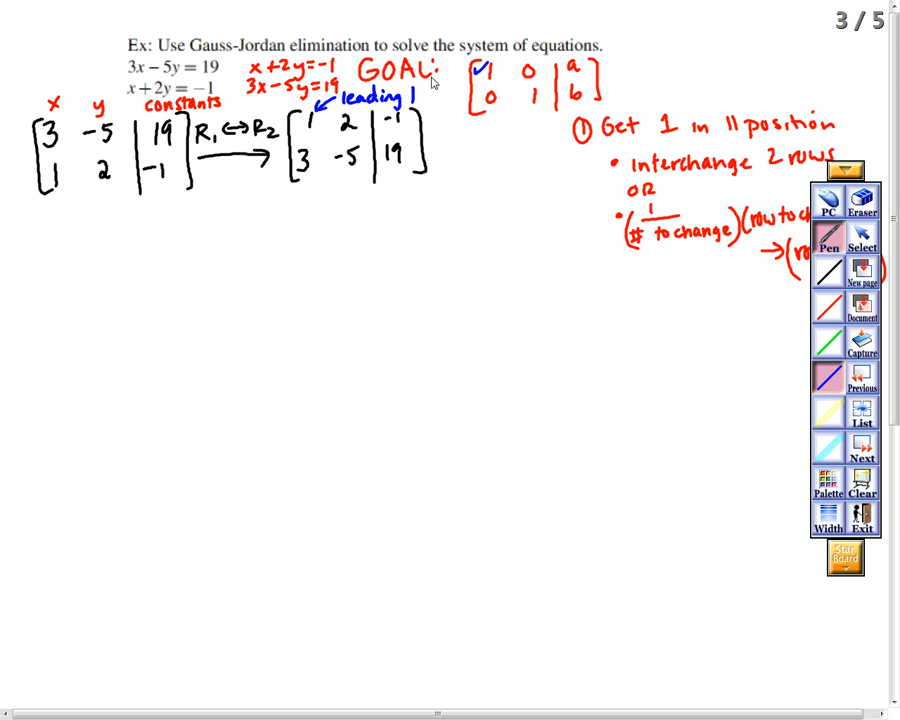 3 / 5
Ex: Use Gauss-Jordan elimination to solve the system of equations.
3x − 5y = 19
x + 2y = −1
x+2y=-1
3x-5y=19
GOAL:
[1 0 | a]
[0 1 | b]
x y constants
leading 1
[3 -5 | 19] R1 <-> R2 [1 2 | -1]
[1 2 | -1] → [3 -5 | 19]
① Get 1 in 11 position
• interchange 2 rows
OR
• (1/# to change)(row to c
→(ro
PC Eraser
Pen Select
New page
Document
Capture
Previous
List
Next
Palette Clear
Width Exit
Star
Board